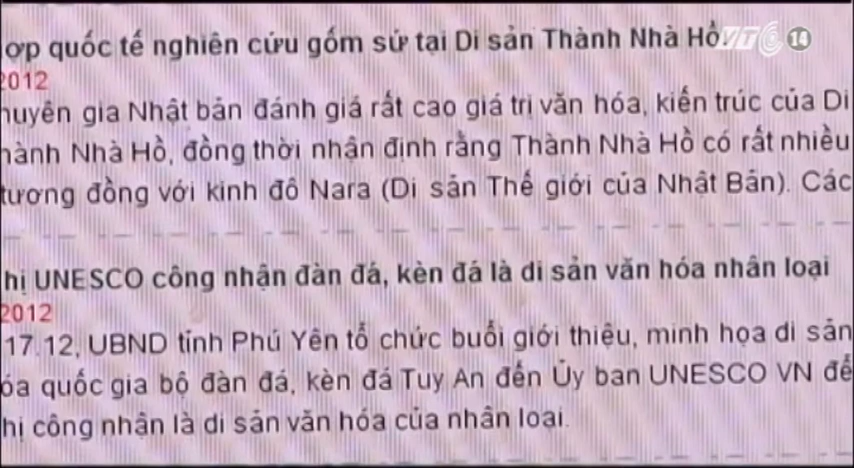 ợp quốc tế nghiên cứu gốm sứ tại Di sản Thành Nhà Hồ
VTC 14
2012
huyên gia Nhật bản đánh giá rất cao giá trị văn hóa, kiến trúc của Di
hành Nhà Hồ, đồng thời nhận định rằng Thành Nhà Hồ có rất nhiều
tương đồng với kinh đô Nara (Di sản Thế giới của Nhật Bản). Các
hị UNESCO công nhận đàn đá, kèn đá là di sản văn hóa nhân loại
2012
17.12, UBND tỉnh Phú Yên tổ chức buổi giới thiệu, minh họa di sản
óa quốc gia bộ đàn đá, kèn đá Tuy An đến Ủy ban UNESCO VN để
hị công nhận là di sản văn hóa của nhân loại.